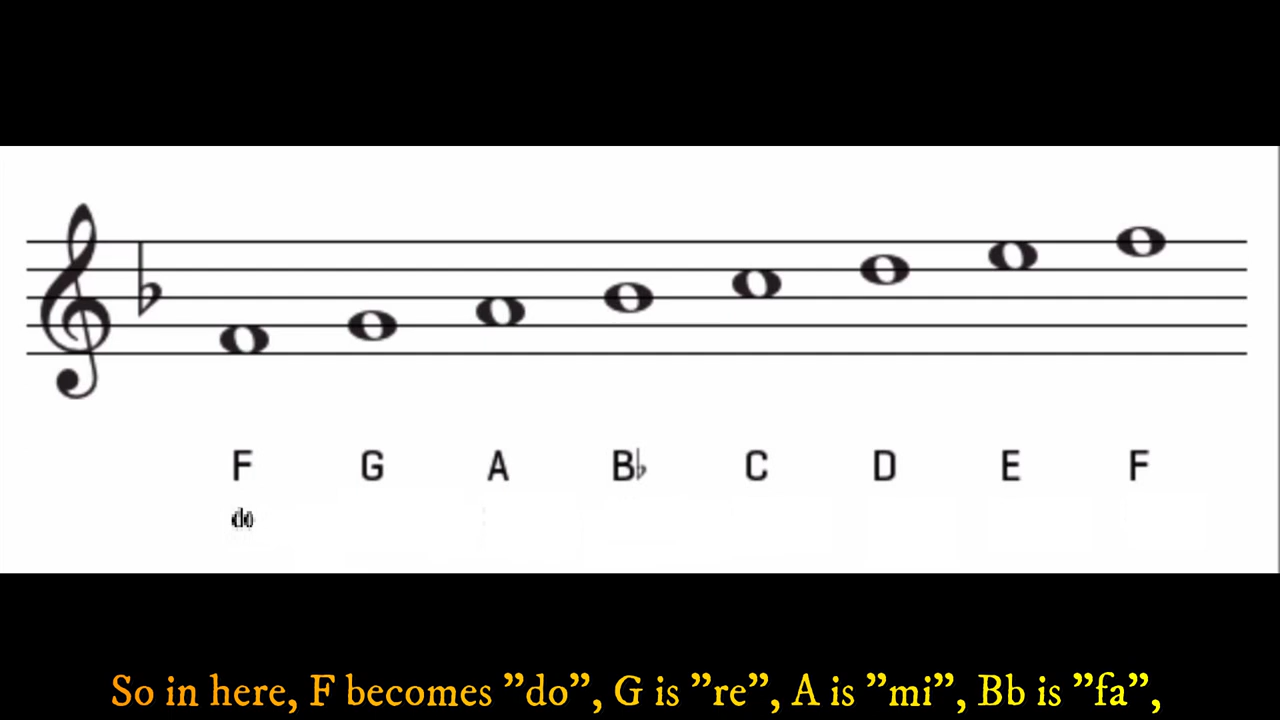 F G A B♭ C D E F
do
So in here, F becomes "do", G is "re", A is "mi", Bb is "fa",